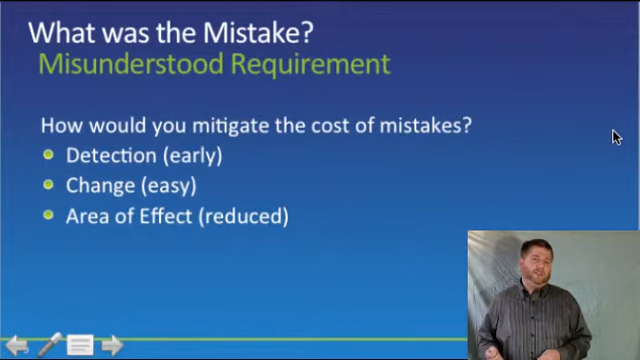 What was the Mistake?
Misunderstood Requirement
How would you mitigate the cost of mistakes?
Detection (early)
Change (easy)
Area of Effect (reduced)